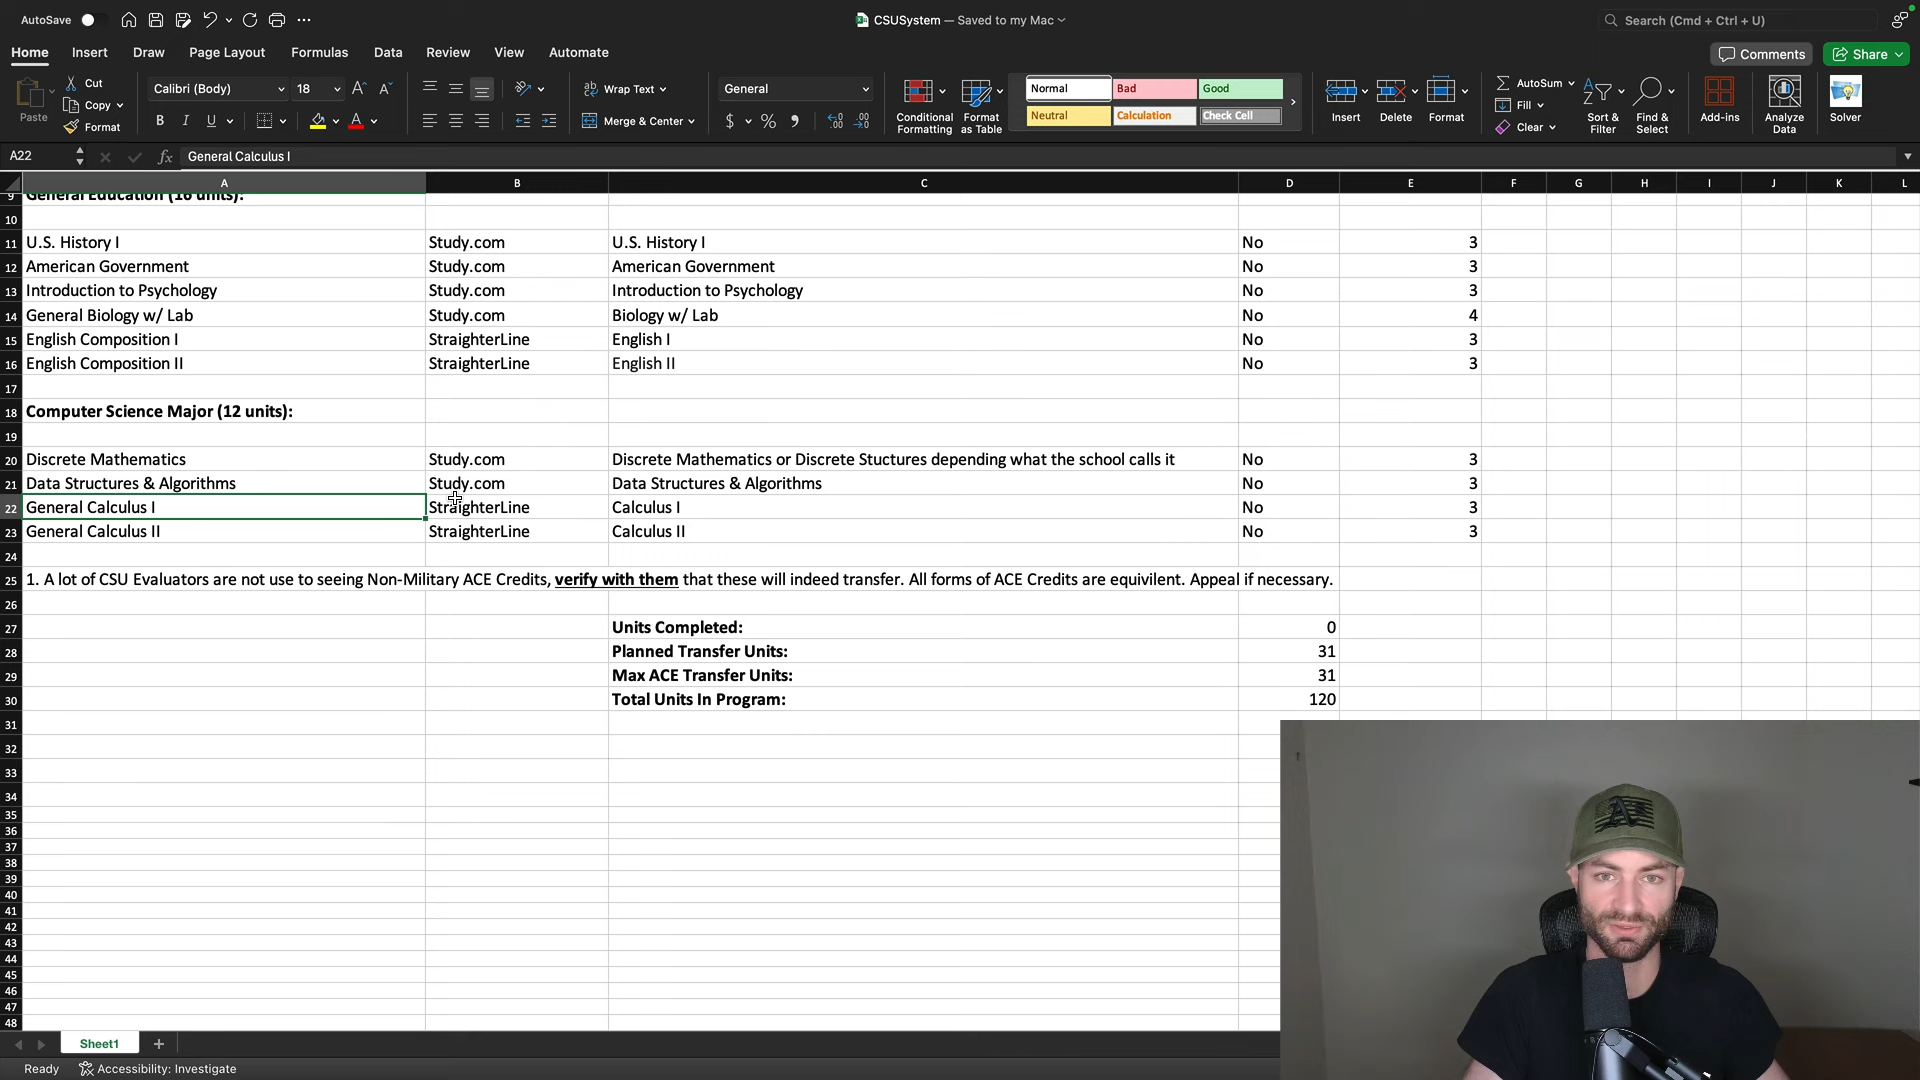 AutoSave
CSUSystem — Saved to my Mac
Search (Cmd + Ctrl + U)
Home Insert Draw Page Layout Formulas Data Review View Automate
Comments Share
Paste Cut Copy Format
Calibri (Body) 18
B I U
Wrap Text
Merge & Center
General
$ % 9
Conditional Formatting
Format as Table
Normal Bad Good
Neutral Calculation Check Cell
Insert Delete Format
AutoSum
Fill
Clear
Sort & Filter
Find & Select
Add-ins
Analyze Data
Solver
A22 fx General Calculus I
A B C D E F G H I J K L
9 General Education (16 units):
10
11 U.S. History I Study.com U.S. History I No 3
12 American Government Study.com American Government No 3
13 Introduction to Psychology Study.com Introduction to Psychology No 3
14 General Biology w/ Lab Study.com Biology w/ Lab No 4
15 English Composition I StraighterLine English I No 3
16 English Composition II StraighterLine English II No 3
17
18 Computer Science Major (12 units):
19
20 Discrete Mathematics Study.com Discrete Mathematics or Discrete Stuctures depending what the school calls it No 3
21 Data Structures & Algorithms Study.com Data Structures & Algorithms No 3
22 General Calculus I StraighterLine Calculus I No 3
23 General Calculus II StraighterLine Calculus II No 3
24
25 1. A lot of CSU Evaluators are not use to seeing Non-Military ACE Credits, verify with them that these will indeed transfer. All forms of ACE Credits are equivilent. Appeal if necessary.
26
27 Units Completed: 0
28 Planned Transfer Units: 31
29 Max ACE Transfer Units: 31
30 Total Units In Program: 120
31
32
33
34
35
36
37
38
39
40
41
42
43
44
45
46
47
48
Sheet1
Ready Accessibility: Investigate